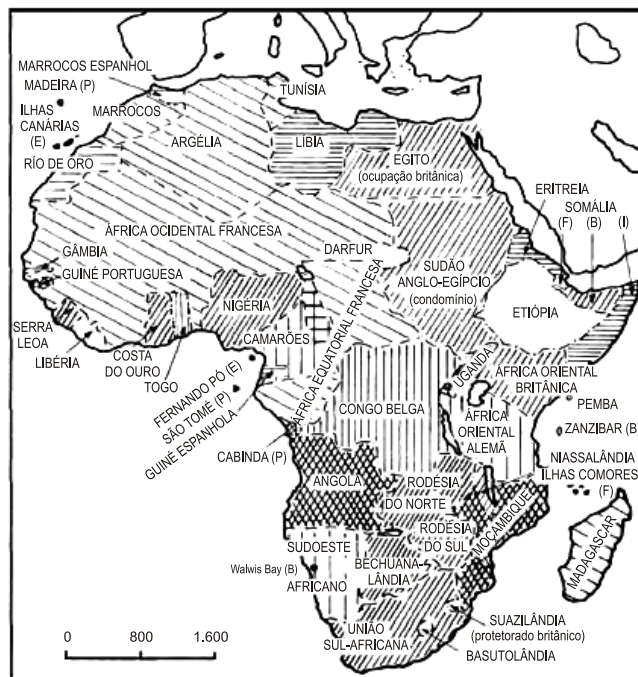 MARROCOS ESPANHOL
MADEIRA (P)
TUNÍSIA
MARROCOS
ILHAS
CANÁRIAS
(E)
ARGÉLIA
LÍBIA
EGITO
(ocupação britânica)
RÍO DE ORO
ERITREIA
SOMÁLIA
(F) (B) (I)
ÁFRICA OCIDENTAL FRANCESA
DARFUR
GÂMBIA
GUINÉ PORTUGUESA
SUDÃO
ANGLO-EGÍPCIO
(condomínio)
NIGÉRIA
ETIÓPIA
SERRA
LEOA
LIBÉRIA
COSTA
DO OURO
TOGO
CAMARÕES
ÁFRICA EQUATORIAL FRANCESA
UGANDA
ÁFRICA ORIENTAL
BRITÂNICA
FERNANDO PÓ (E)
SÃO TOMÉ (P)
GUINÉ ESPANHOLA
CONGO BELGA
PEMBA
ÁFRICA
ORIENTAL
ALEMÃ
ZANZIBAR (B)
CABINDA (P)
NIASSALÂNDIA
ILHAS COMORES
(F)
ANGOLA
RODÉSIA
DO NORTE
MOÇAMBIQUE
RODÉSIA
DO SUL
MADAGASCAR
SUDOESTE
AFRICANO
Walwis Bay (B)
BECHUANA-
LÂNDIA
UNIÃO
SUL-AFRICANA
SUAZILÂNDIA
(protetorado britânico)
BASUTOLÂNDIA
0 800 1,600